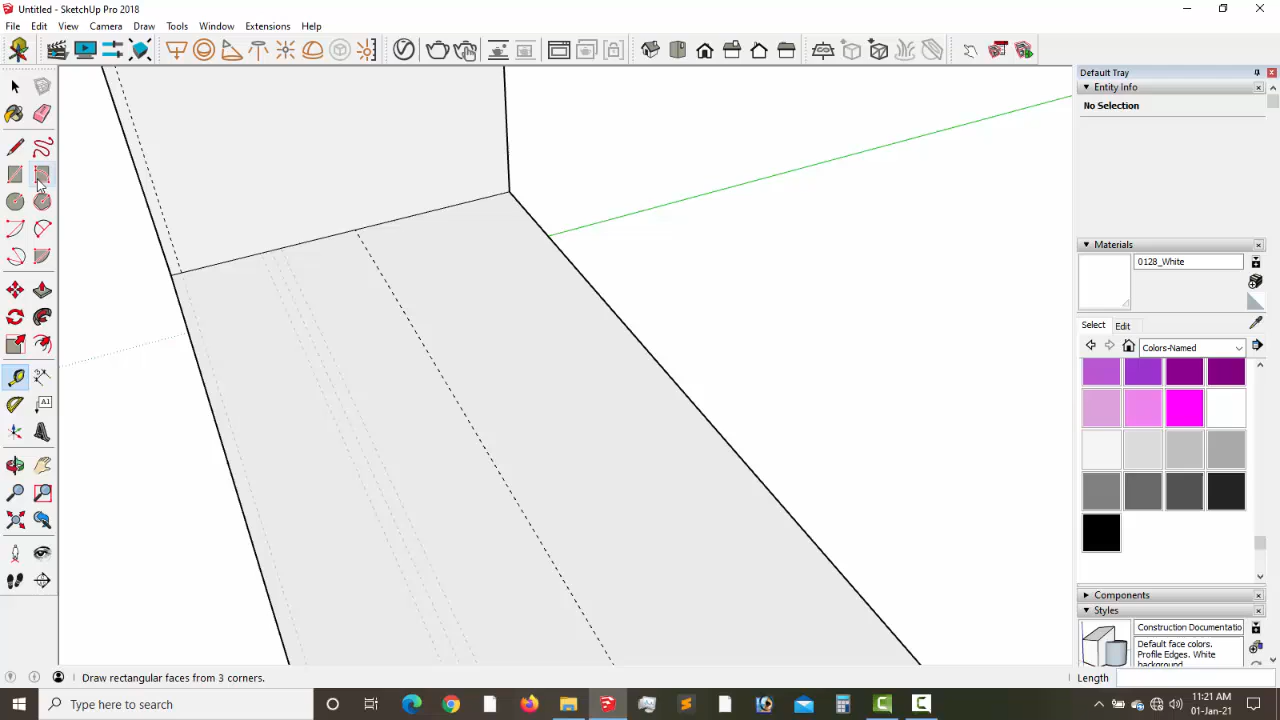 Untitled - SketchUp Pro 2018
File Edit View Camera Draw Tools Window Extensions Help
Default Tray
Entity Info
No Selection
Materials
0128_White
Select Edit
Colors-Named
A1
Components
Styles
Construction Documentatio
Default face colors.
Profile Edges. White
background
Draw rectangular faces from 3 corners.
Length
Type here to search
11:21 AM
01-Jan-21